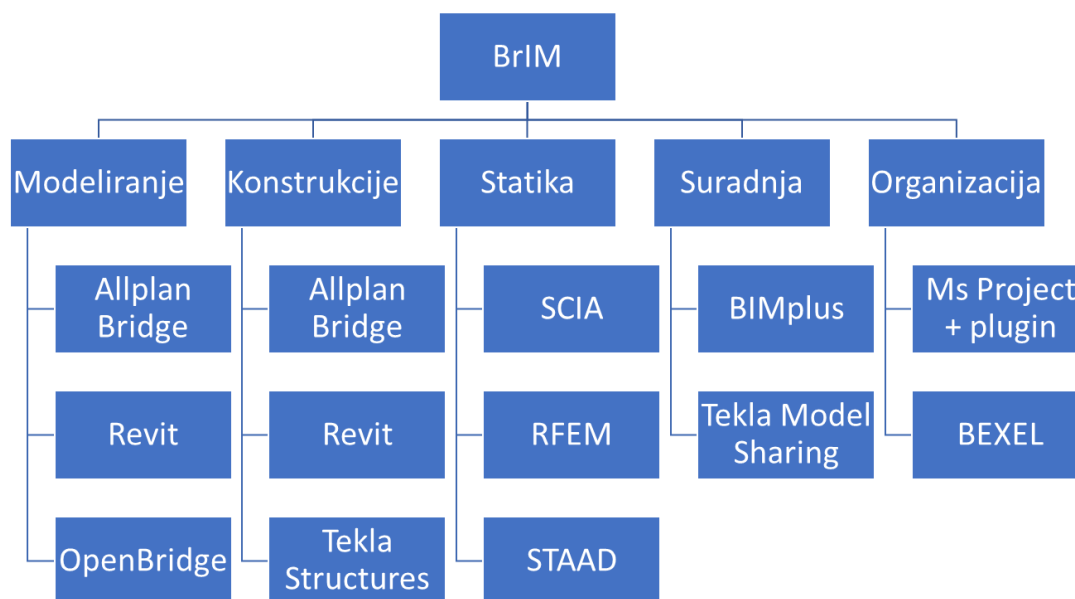 BrIM
Modeliranje
Konstrukcije
Statika
Suradnja
Organizacija
Allplan
Bridge
Allplan
Bridge
SCIA
BIMplus
Ms Project
+ plugin
Revit
Revit
RFEM
Tekla Model
Sharing
BEXEL
OpenBridge
Tekla
Structures
STAAD